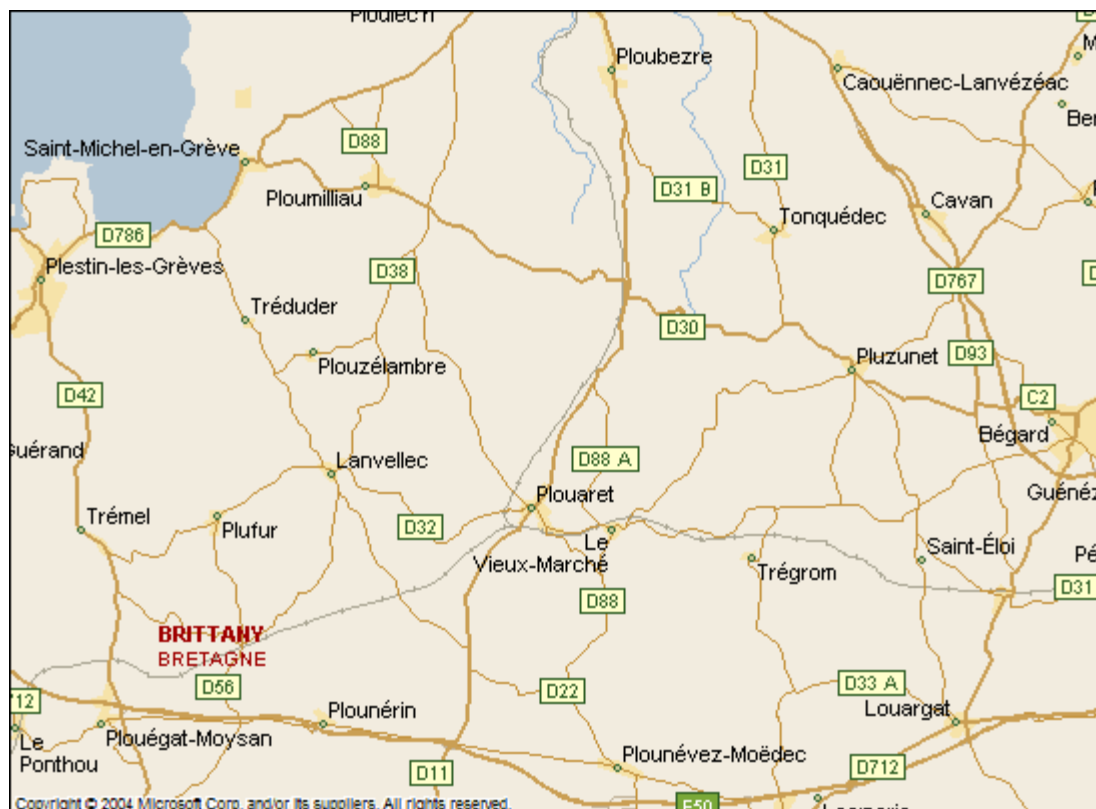 Ploulec'h
Ploubezre
Caouënnec-Lanvézéac
D88
Saint-Michel-en-Grève
D31
D31 B
Ploumilliau
Cavan
Tonquédec
D786
Plestin-les-Grèves
D38
D767
Tréduder
D30
Plouzélambre
Pluzunet
D93
D42
C2
Bégard
Lanvellec
D88 A
Plouaret
Trémel
Plufur
D32
Le
Vieux-Marché
Saint-Éloi
Trégrom
D31
D88
BRITTANY
BRETAGNE
D56
D22
D33 A
Plounérin
Louargat
Plouégat-Moysan
Le
Ponthou
Plounévez-Moëdec
D11
D712
E50
Copyright © 2004 Microsoft Corp. and/or its suppliers. All rights reserved.